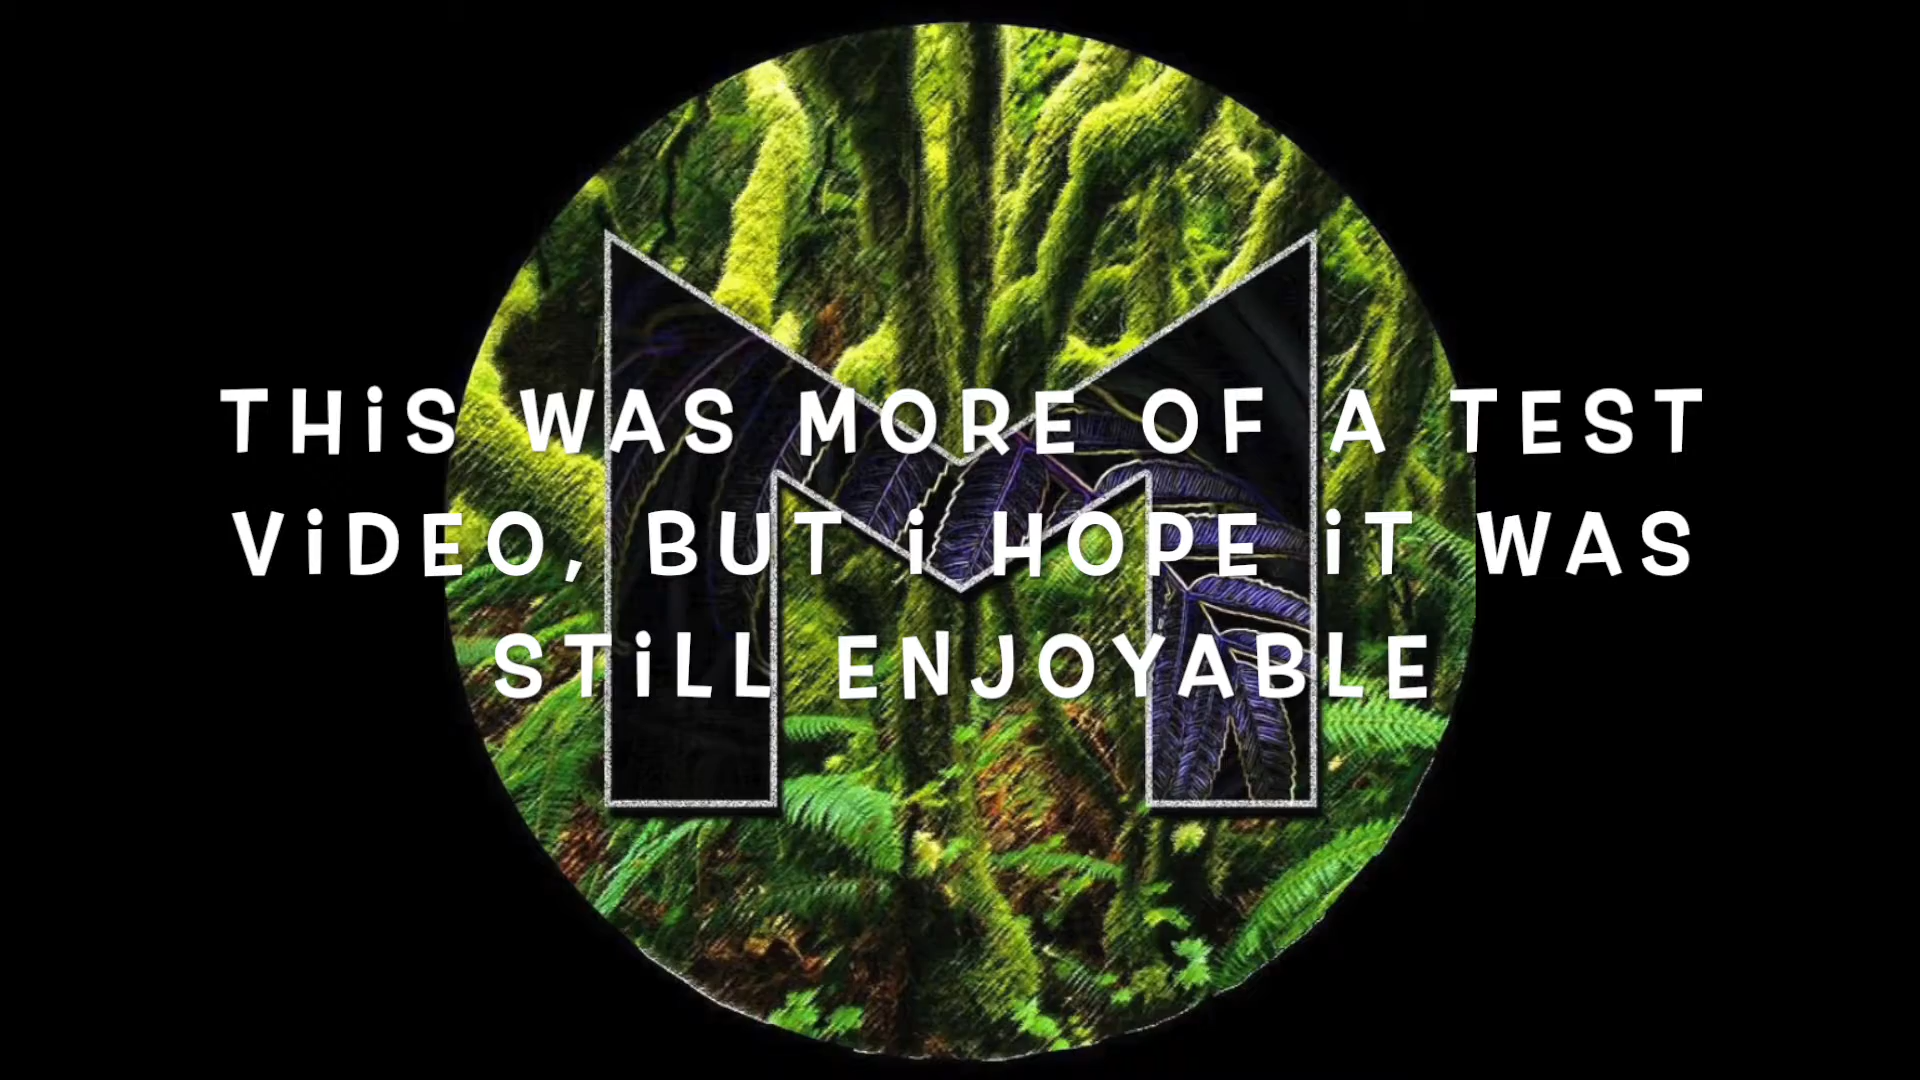 THiS WAS MORE OF A TEST
ViDEO, BUT i HOPE iT WAS
STiLL ENJOYABLE
M